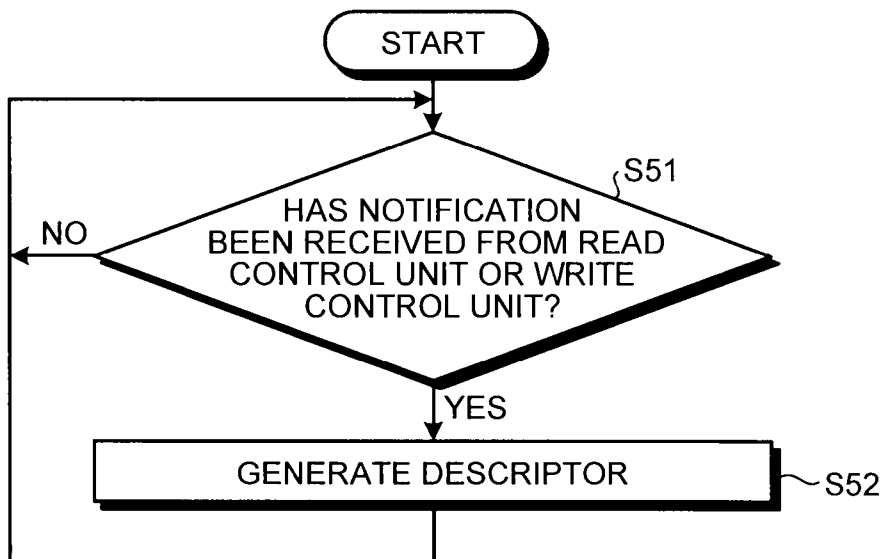 START
S51
HAS NOTIFICATION
BEEN RECEIVED FROM READ
CONTROL UNIT OR WRITE
CONTROL UNIT?
NO
YES
GENERATE DESCRIPTOR
S52